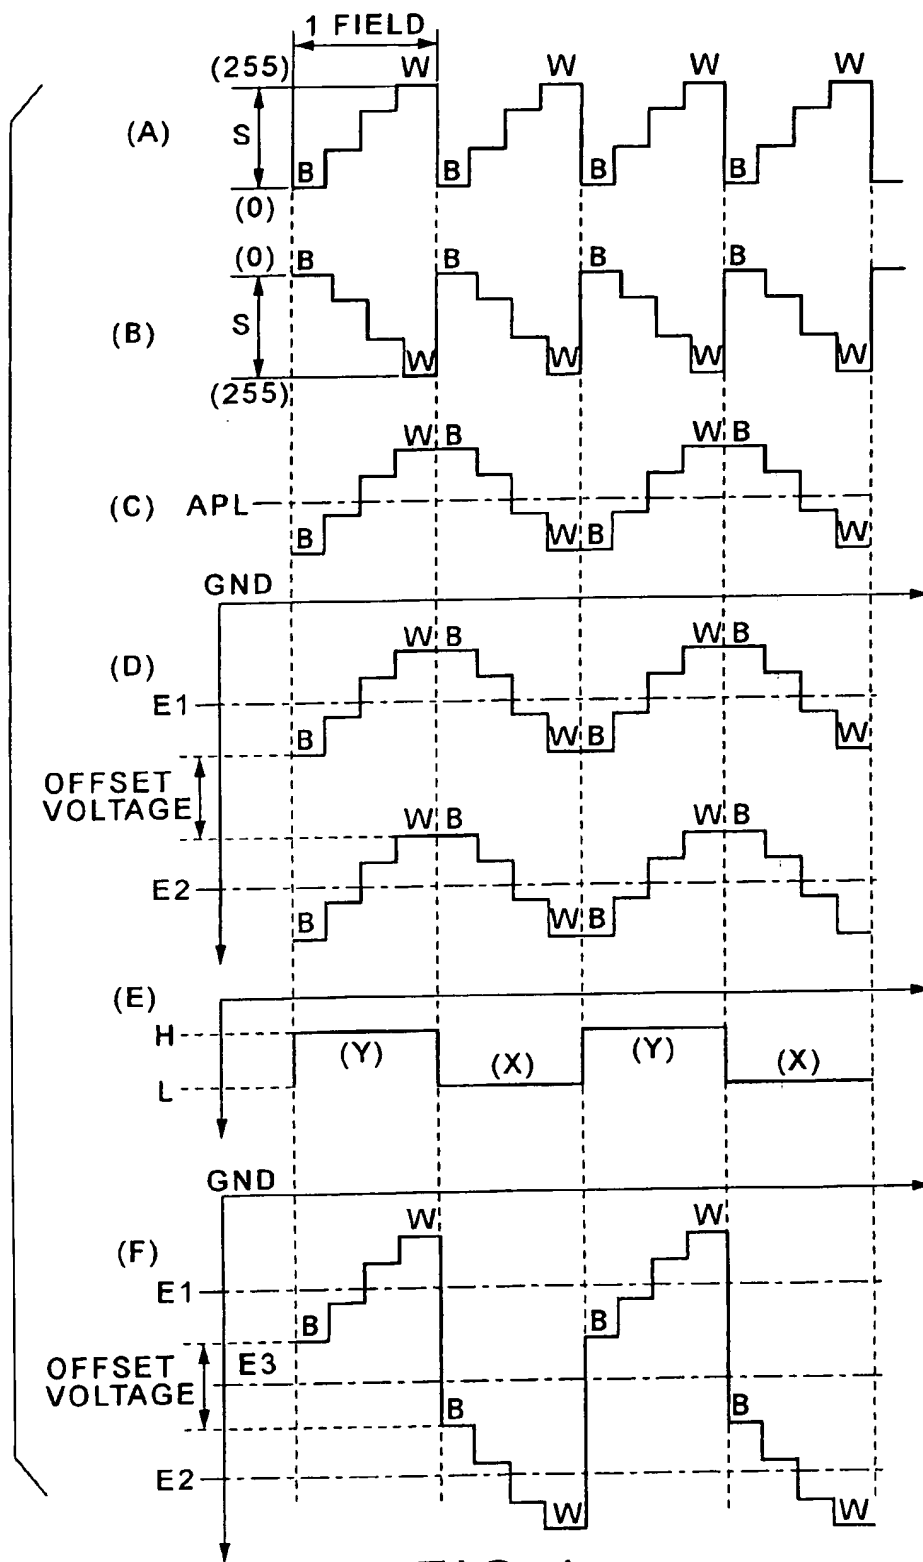 1 FIELD
(255) W W W W
(A) S
B B B B
(0)
(0) B B B B
(B) S
W W W W
(255)
W B W B
(C) APL
B W B W
GND
W B W B
(D)
E1
B W B W
OFFSET
VOLTAGE
W B W B
E2
B W B
(E)
H
(Y) (X) (Y) (X)
L
GND
W W
(F)
E1
B B
OFFSET E3
VOLTAGE
B B
E2
W W